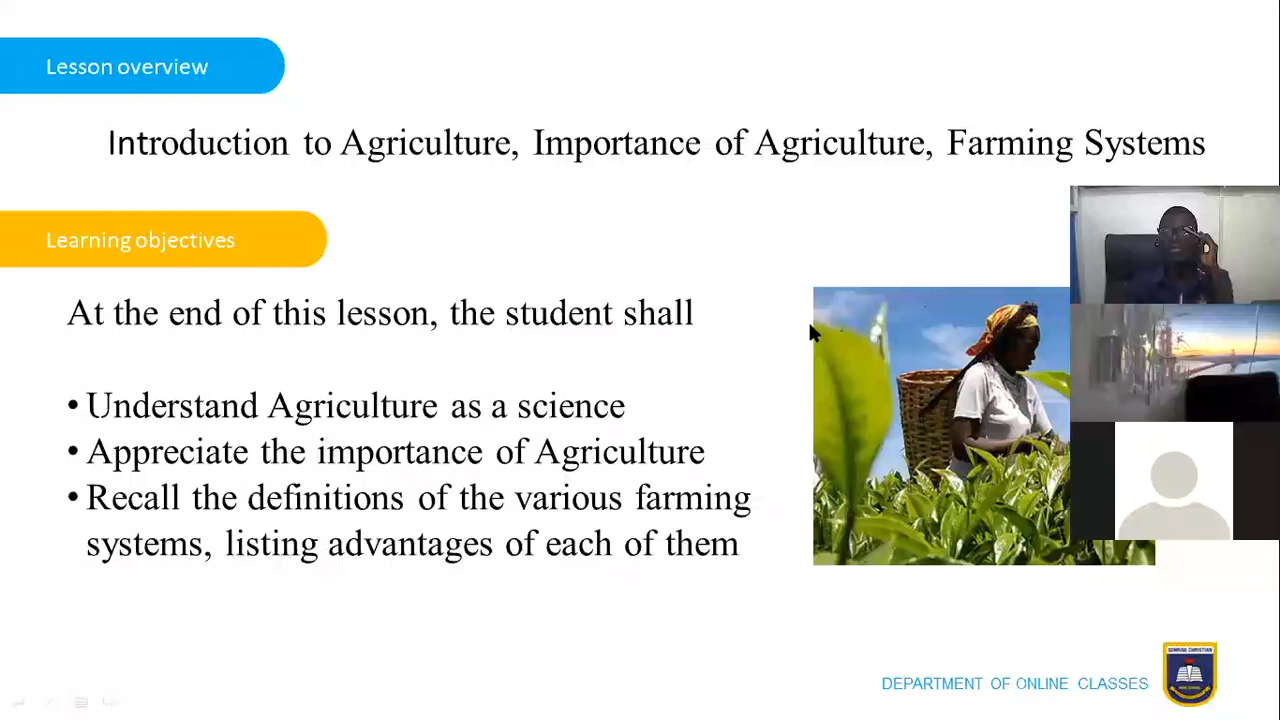 Lesson overview
Introduction to Agriculture, Importance of Agriculture, Farming Systems
Learning objectives
At the end of this lesson, the student shall
• Understand Agriculture as a science
• Appreciate the importance of Agriculture
• Recall the definitions of the various farming
systems, listing advantages of each of them
DEPARTMENT OF ONLINE CLASSES